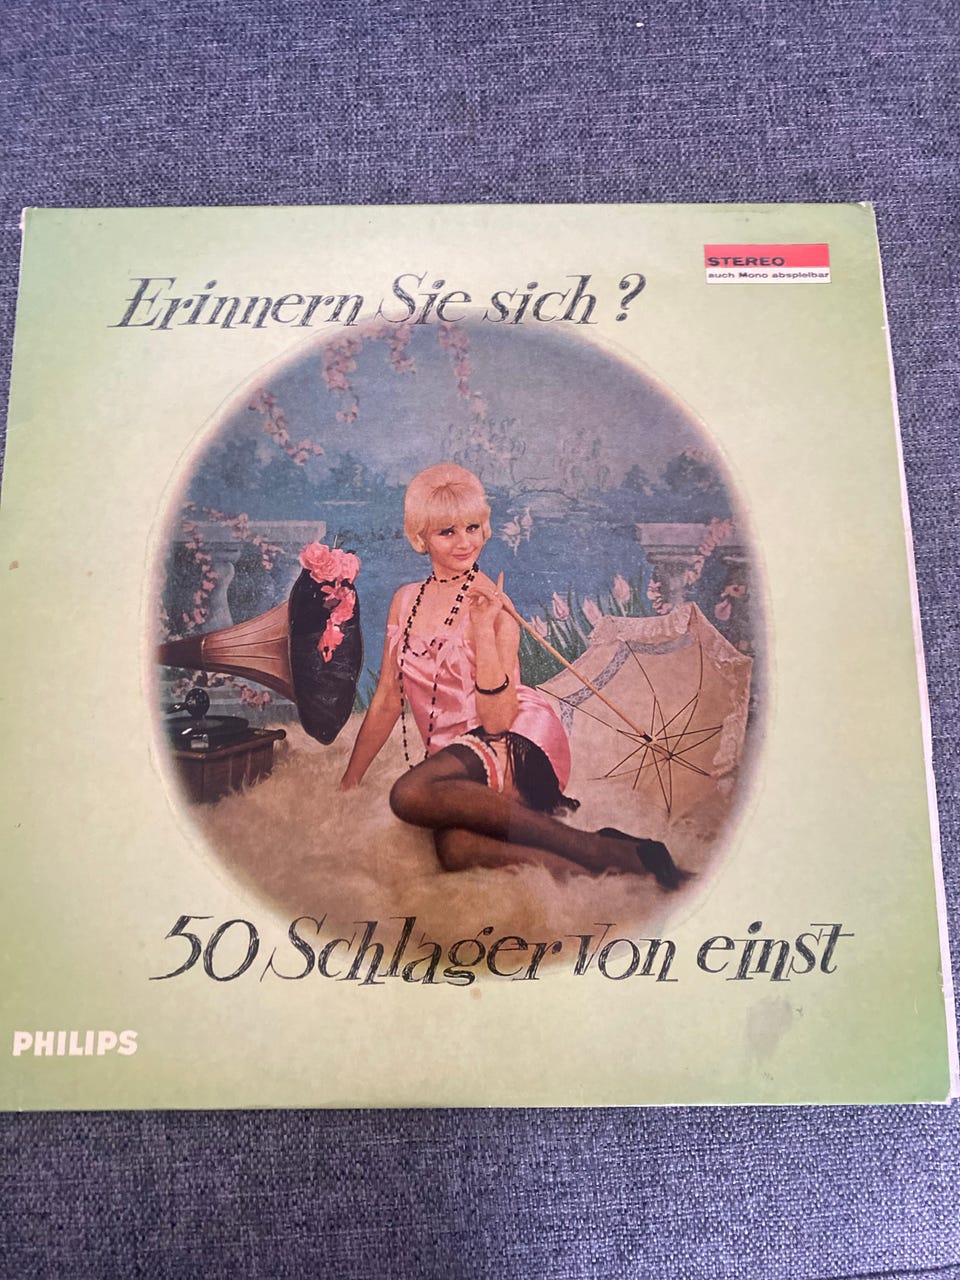 STEREO
auch Mono abspielbar
Erinnern Sie sich?
50 Schlager von einst
PHILIPS